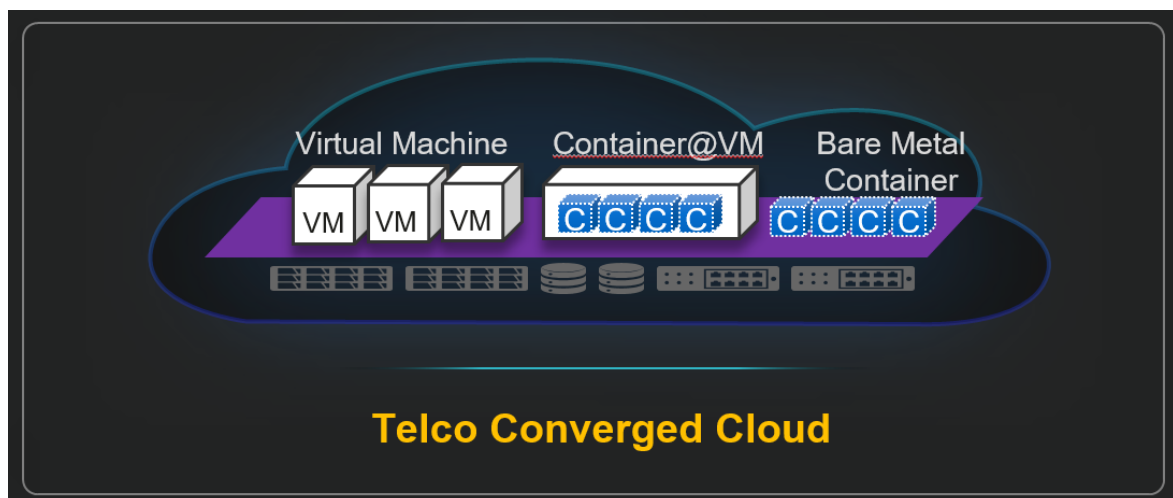 Virtual Machine
Container@VM
Bare Metal
Container
VM VM VM
C C C C
C C C C
Telco Converged Cloud